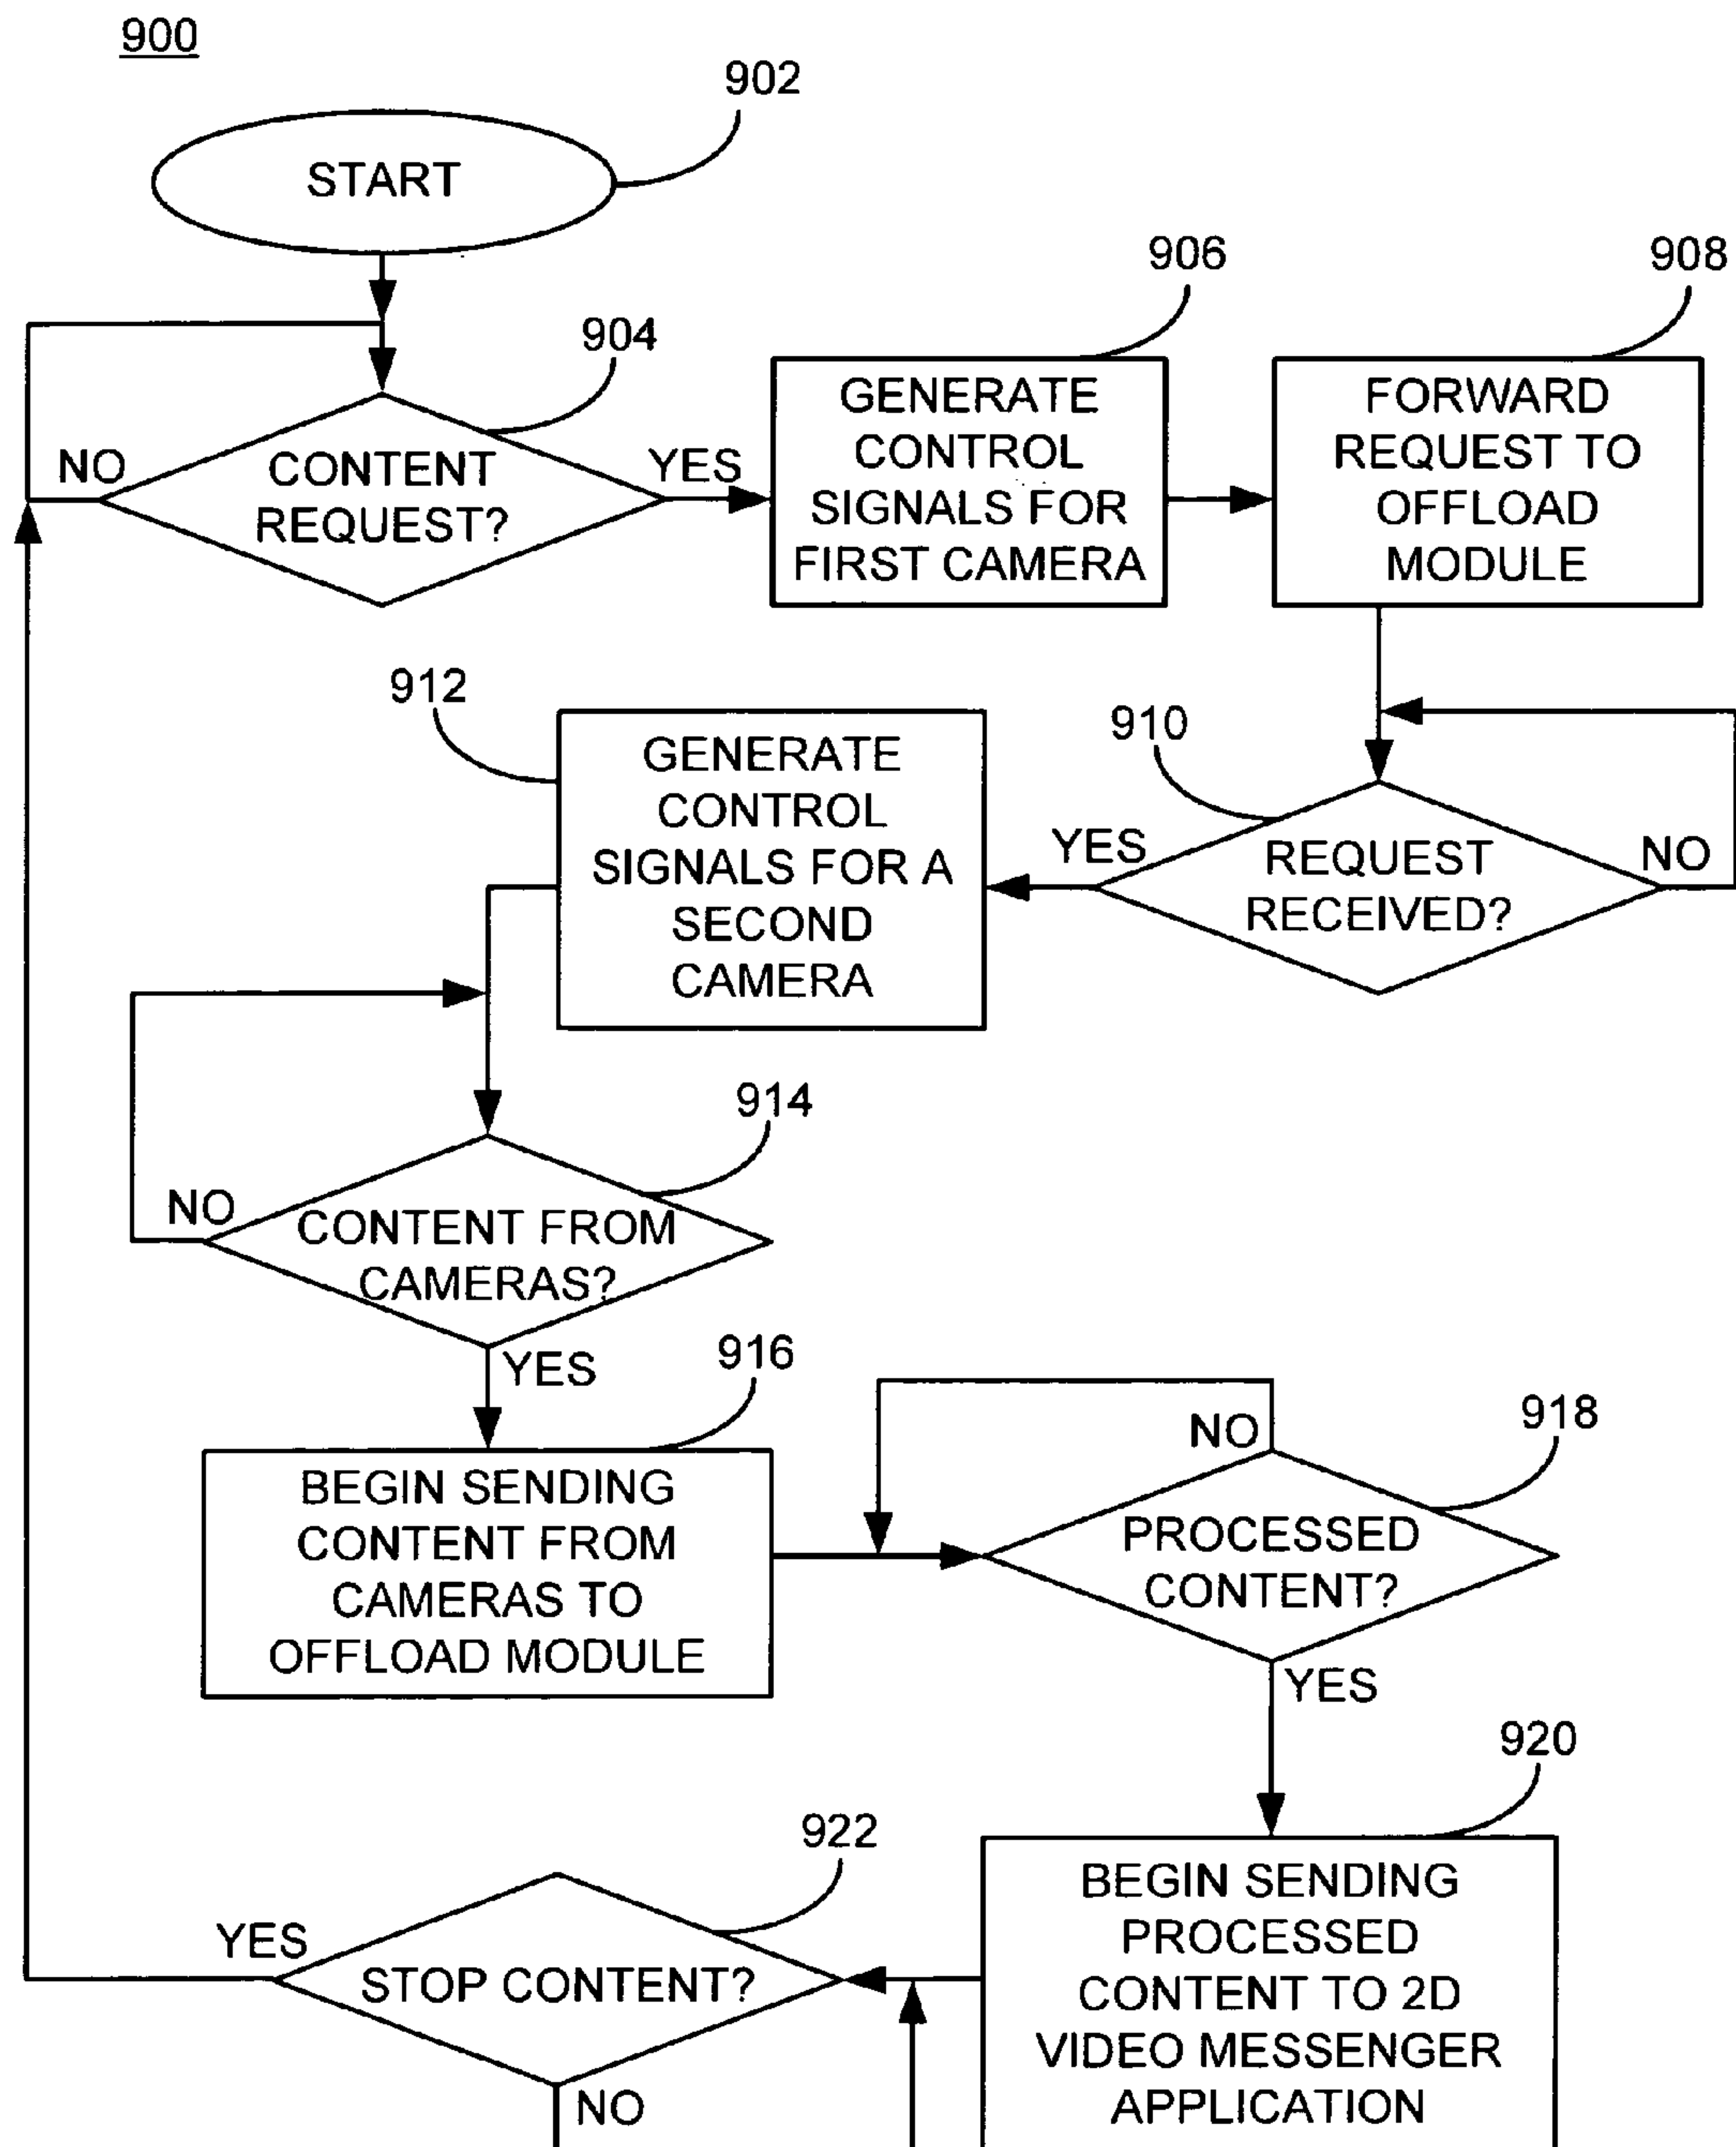 900
902
START
904
NO
CONTENT
REQUEST?
YES
906
GENERATE
CONTROL
SIGNALS FOR
FIRST CAMERA
908
FORWARD
REQUEST TO
OFFLOAD
MODULE
910
YES
REQUEST
RECEIVED?
NO
912
GENERATE
CONTROL
SIGNALS FOR A
SECOND
CAMERA
914
NO
CONTENT FROM
CAMERAS?
YES
916
BEGIN SENDING
CONTENT FROM
CAMERAS TO
OFFLOAD MODULE
918
NO
PROCESSED
CONTENT?
YES
920
BEGIN SENDING
PROCESSED
CONTENT TO 2D
VIDEO MESSENGER
APPLICATION
922
YES
STOP CONTENT?
NO